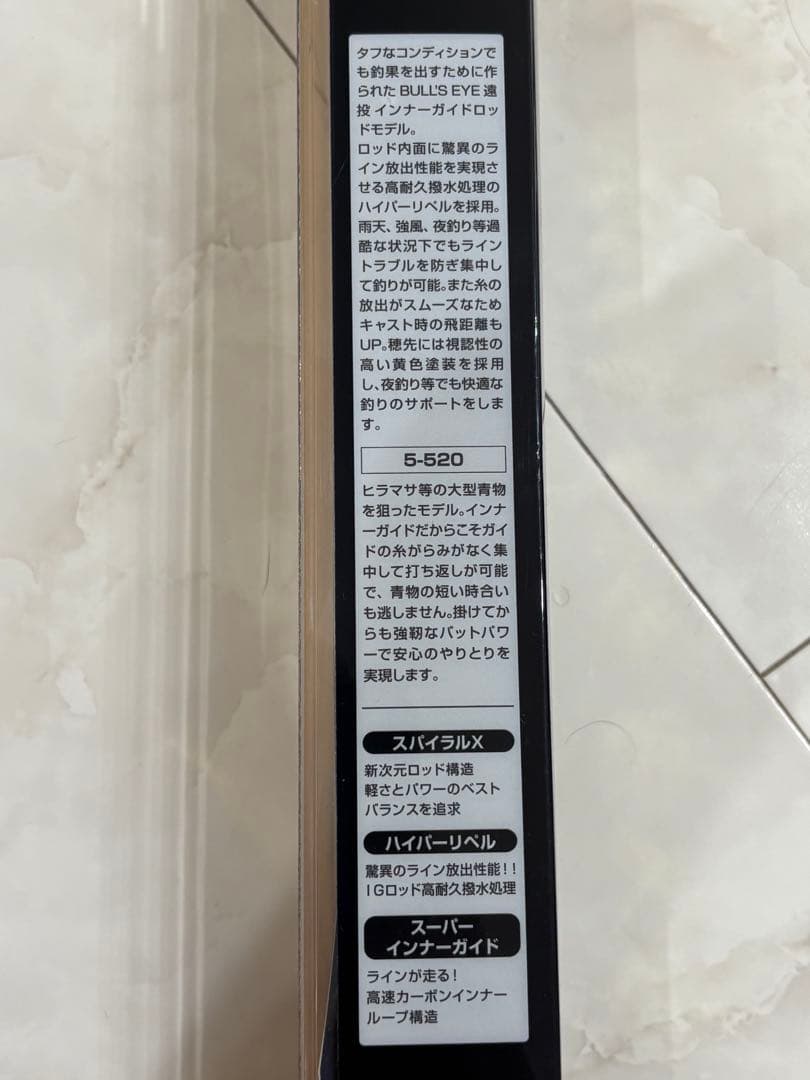 タフなコンディションで
も釣果を出すために作
られた BULL'S EYE 遠
投 インナーガイドロッ
ドモデル。
ロッド内面に驚異のラ
イン放出性能を実現さ
せる高耐久撥水処理の
ハイパーリペルを採用。
雨天、強風、夜釣り等過
酷な状況下でもライン
トラブルを防ぎ集中し
て釣りが可能。また糸の
放出がスムーズなため
キャスト時の飛距離も
UP。穂先には視認性の
高い黄色塗装を採用
し、夜釣り等でも快適な
釣りのサポートをしま
す。
5-520
ヒラマサ等の大型青物
を狙ったモデル。インナ
ーガイドだからこそガイ
ドの糸がらみがなく集
中して打ち返しが可能
で、青物の短い時合い
も逃しません。掛けてか
らも強靭なバットパワ
ーで安心のやりとりを
実現します。
スパイラルX
新次元ロッド構造
軽さとパワーのベスト
バランスを追求
ハイパーリペル
驚異のライン放出性能!!
IGロッド高耐久撥水処理
スーパー
インナーガイド
ラインが走る!
高速カーボンインナー
ループ構造